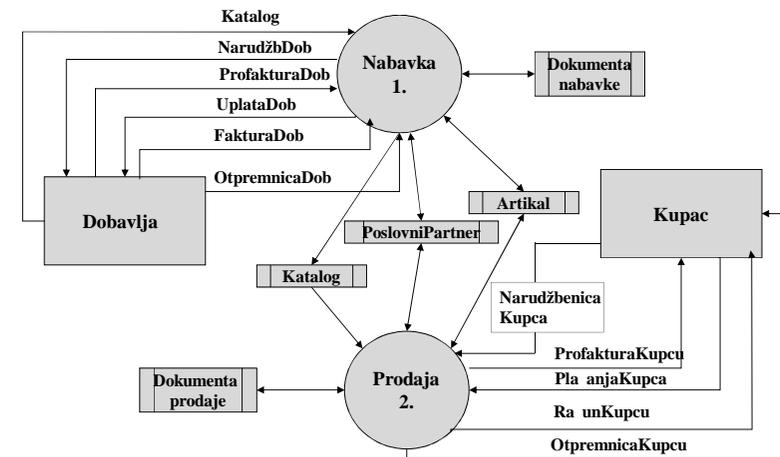 Katalog
NarudžbDob
ProfakturaDob
UplataDob
FakturaDob
OtpremnicaDob
Nabavka
1.
Dokumenta
nabavke
Dobavlja
Artikal
Kupac
PoslovniPartner
Katalog
Narudžbenica
Kupca
ProfakturaKupcu
Pla anjaKupca
Ra unKupcu
OtpremnicaKupcu
Dokumenta
prodaje
Prodaja
2.